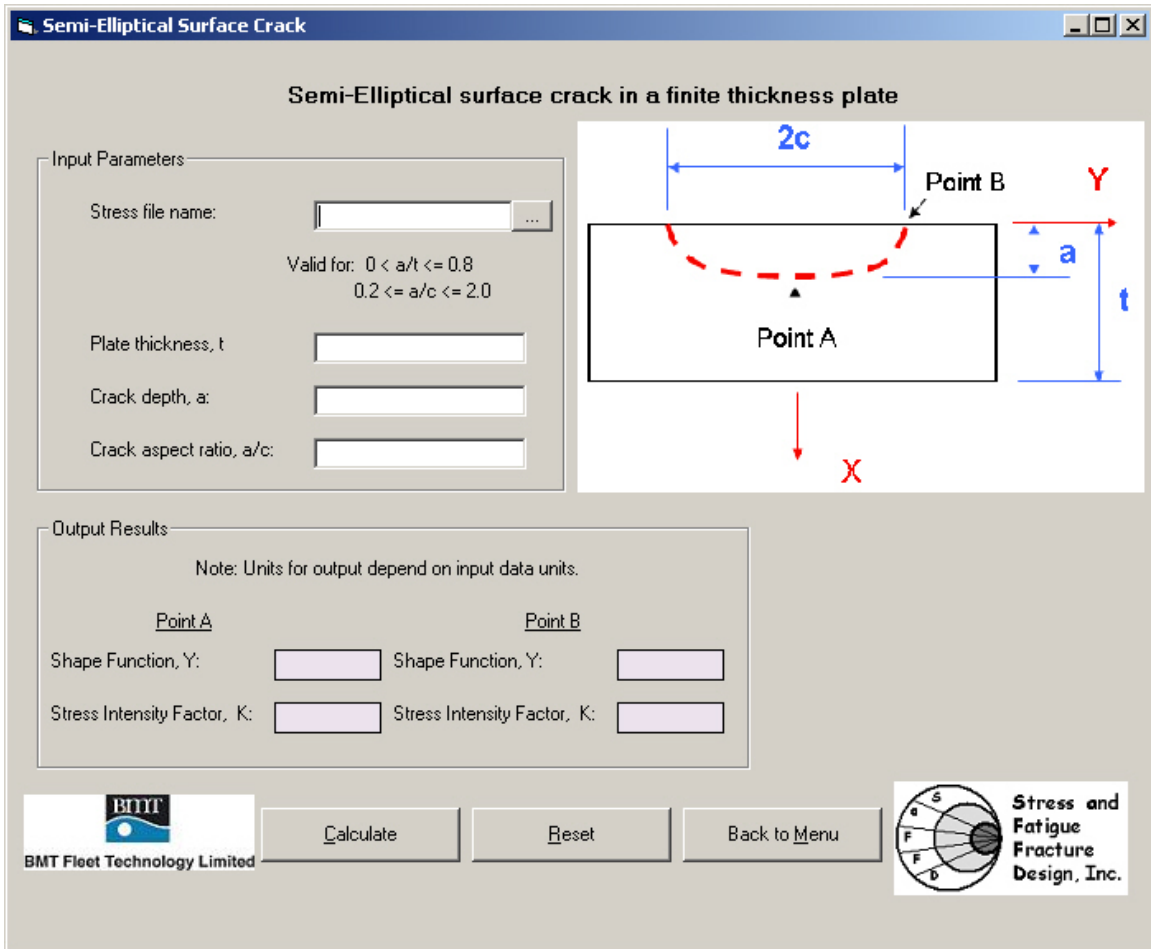 Semi-Elliptical Surface Crack
Semi-Elliptical surface crack in a finite thickness plate
Input Parameters
Stress file name:
...
Valid for: 0 < a/t <= 0.8
0.2 <= a/c <= 2.0
Plate thickness, t
Crack depth, a:
Crack aspect ratio, a/c:
2c
Point B
Y
a
t
Point A
X
Output Results
Note: Units for output depend on input data units.
Point A
Point B
Shape Function, Y:
Shape Function, Y:
Stress Intensity Factor, K:
Stress Intensity Factor, K:
BMT
BMT Fleet Technology Limited
Calculate
Reset
Back to Menu
S
a
F
F
D
Stress and
Fatigue
Fracture
Design, Inc.